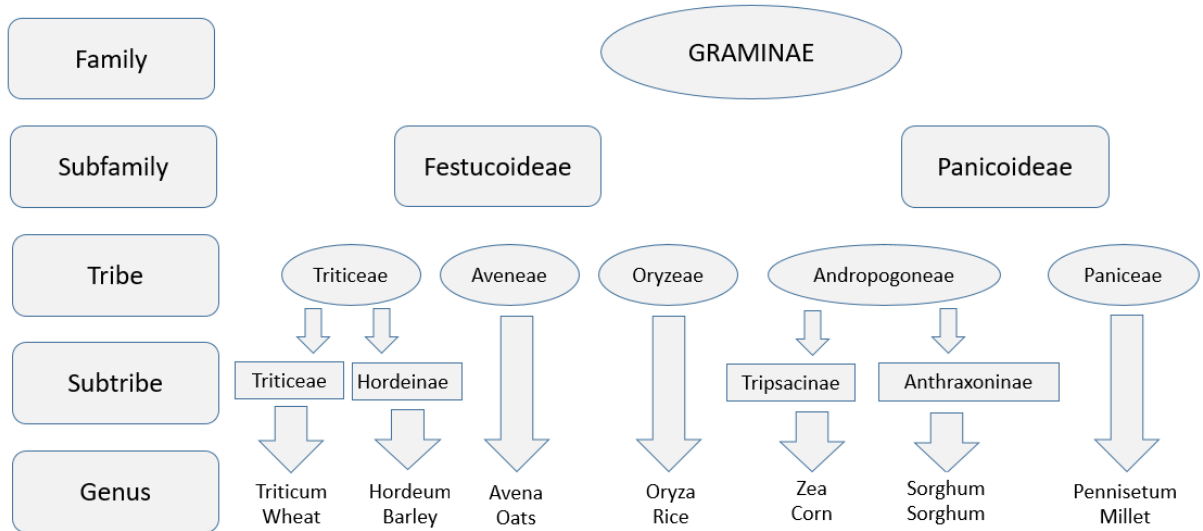 Family
GRAMINAE
Subfamily
Festucoideae
Panicoideae
Tribe
Triticeae
Aveneae
Oryzeae
Andropogoneae
Paniceae
Subtribe
Triticeae
Hordeinae
Tripsacinae
Anthraxoninae
Genus
Triticum
Wheat
Hordeum
Barley
Avena
Oats
Oryza
Rice
Zea
Corn
Sorghum
Sorghum
Pennisetum
Millet